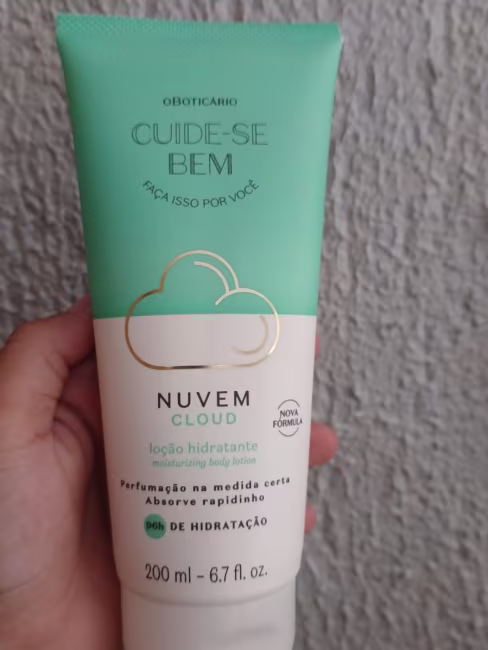 oBOTICÁRIO
CUIDE-SE
BEM
FAÇA ISSO POR VOCÊ
NUVEM
CLOUD
NOVA
FÓRMULA
loção hidratante
moisturizing body lotion
Perfumação na medida certa
Absorve rapidinho
96h DE HIDRATAÇÃO
200 ml – 6.7 fl. oz.